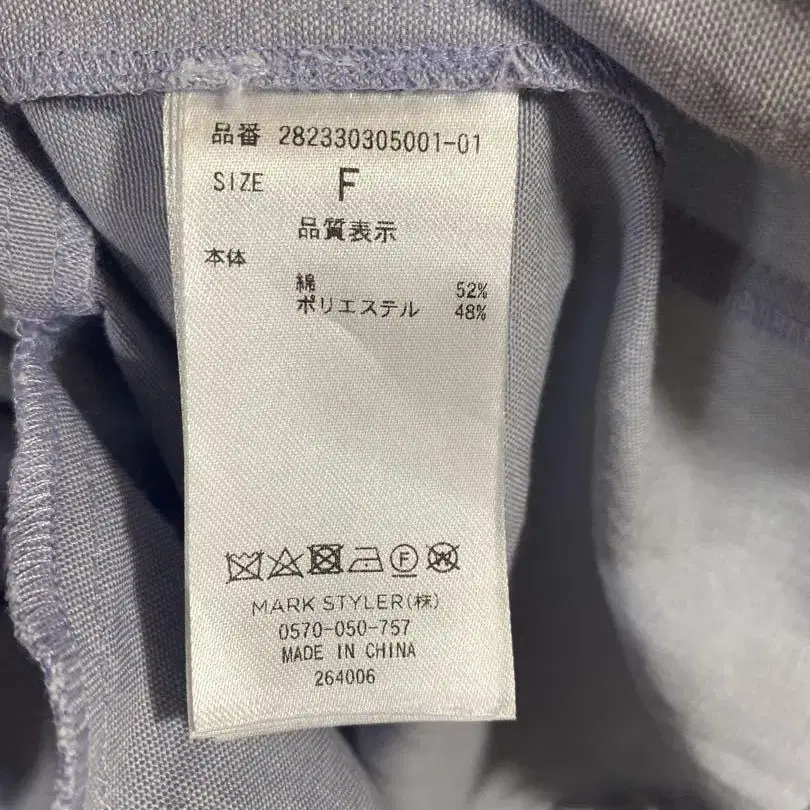 品番 282330305001-01
SIZE F
品質表示
本体
綿 52%
ポリエステル 48%
MARK STYLER(株)
0570-050-757
MADE IN CHINA
264006